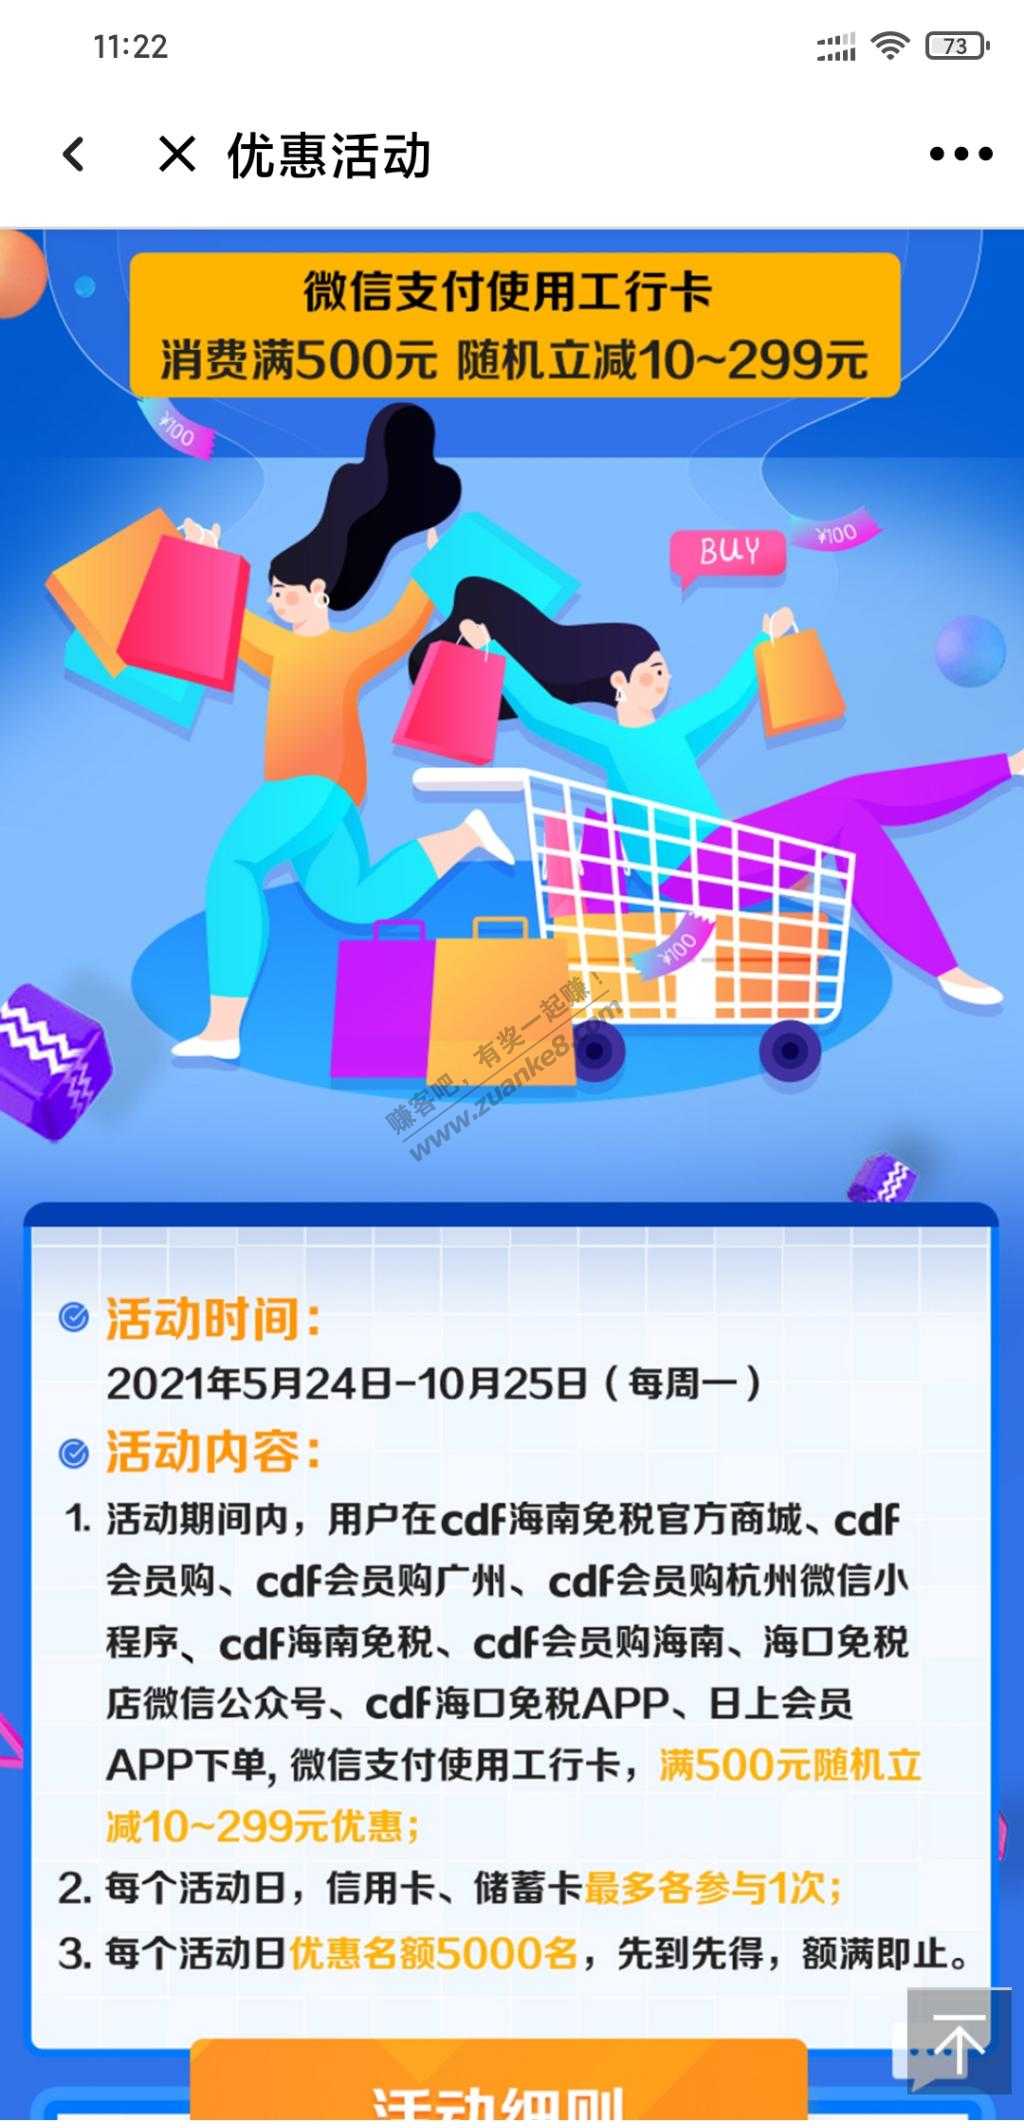 11:22
73
优惠活动
微信支付使用工行卡
消费满500元 随机立减10~299元
¥100
BUY
¥100
¥100
赚客吧，有奖一起赚！
www.zuanke8.com
活动时间：
2021年5月24日-10月25日（每周一）
活动内容：
1. 活动期间内，用户在cdf海南免税官方商城、cdf
会员购、cdf会员购广州、cdf会员购杭州微信小
程序、cdf海南免税、cdf会员购海南、海口免税
店微信公众号、cdf海口免税APP、日上会员
APP下单, 微信支付使用工行卡，满500元随机立
减10~299元优惠；
2. 每个活动日，信用卡、储蓄卡最多各参与1次；
3. 每个活动日优惠名额5000名，先到先得，额满即止。
活动细则